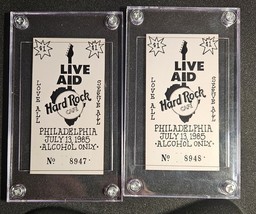 #1
#1
LIVE
AID
LOVE ALL
SERVE ALL
Hard Rock
CAFE
PHILADELPHIA
JULY 13, 1985
·ALCOHOL ONLY·
No 8947
#1
#1
LIVE
AID
LOVE ALL
SERVE ALL
Hard Rock
CAFE
PHILADELPHIA
JULY 13, 1985
·ALCOHOL ONLY·
No 8948